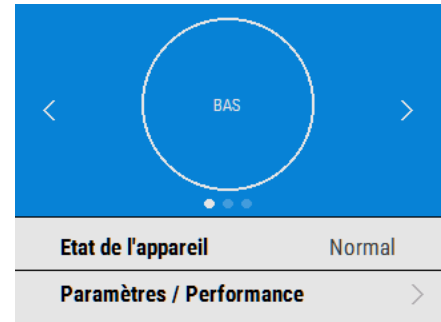 BAS
Etat de l'appareil Normal
Paramètres / Performance